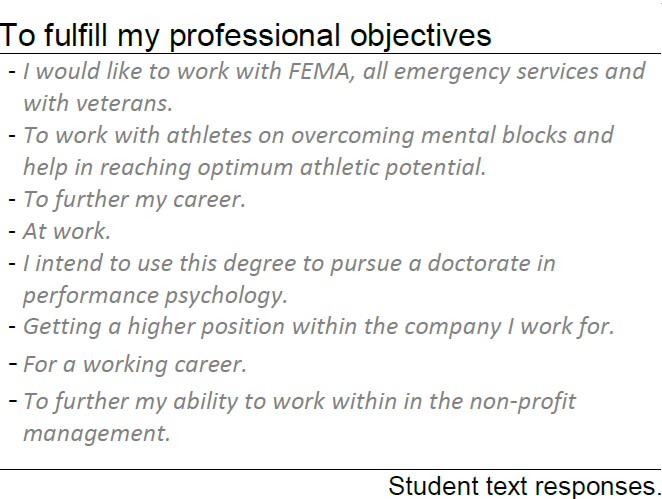 To fulfill my professional objectives
- I would like to work with FEMA, all emergency services and
with veterans.
- To work with athletes on overcoming mental blocks and
help in reaching optimum athletic potential.
- To further my career.
- At work.
- I intend to use this degree to pursue a doctorate in
performance psychology.
- Getting a higher position within the company I work for.
- For a working career.
- To further my ability to work within in the non-profit
management.
Student text responses.